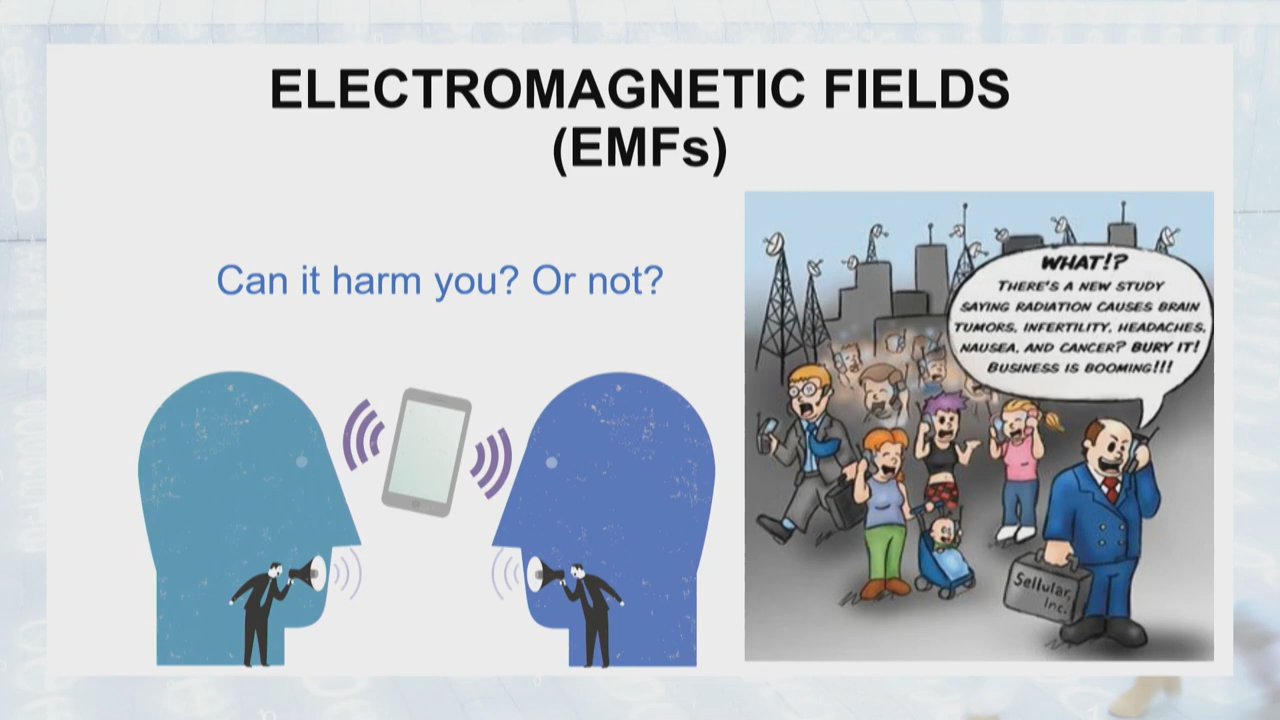 ELECTROMAGNETIC FIELDS
(EMFs)
Can it harm you? Or not?
WHAT!?
THERE'S A NEW STUDY
SAYING RADIATION CAUSES BRAIN
TUMORS, INFERTILITY, HEADACHES,
NAUSEA, AND CANCER? BURY IT!
BUSINESS IS BOOMING!!!
Sellular,
Inc.